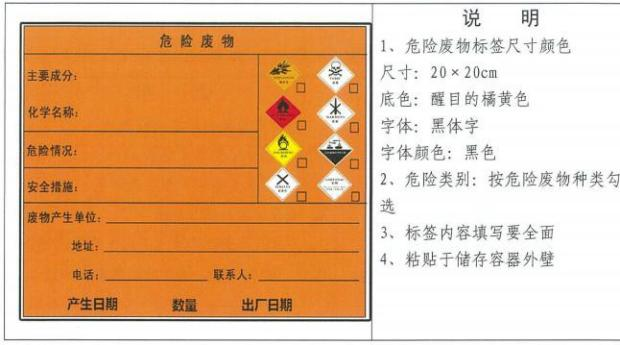 危险废物
主要成分:
化学名称:
危险情况:
安全措施:
废物产生单位:
地址:
电话: 联系人:
产生日期 数量 出厂日期
说 明
1、危险废物标签尺寸颜色
尺寸: 20×20cm
底色: 醒目的橘黄色
字体: 黑体字
字体颜色: 黑色
2、危险类别: 按危险废物种类勾
选
3、标签内容填写要全面
4、粘贴于储存容器外壁